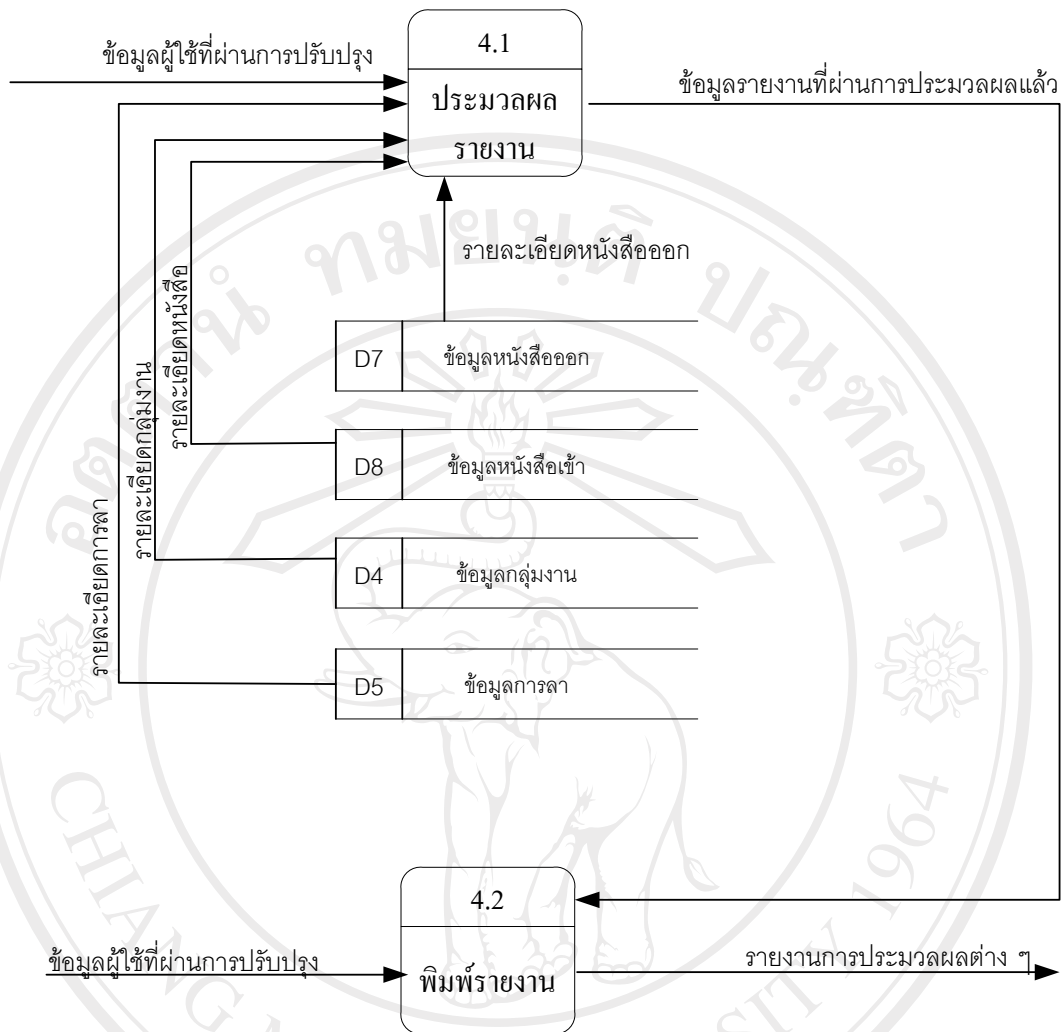 4.1
ข้อมูลผู้ใช้ที่ผ่านการปรับปรุง
ประมวลผล
รายงาน
ข้อมูลรายงานที่ผ่านการประมวลผลแล้ว
รายละเอียดหนังสือออก
รายละเอียดหนังสือ
รายละเอียดกลุ่มงาน
รายละเอียดการลา
D7 ข้อมูลหนังสือออก
D8 ข้อมูลหนังสือเข้า
D4 ข้อมูลกลุ่มงาน
D5 ข้อมูลการลา
4.2
ข้อมูลผู้ใช้ที่ผ่านการปรับปรุง
พิมพ์รายงาน
รายงานการประมวลผลต่าง ๆ
1964